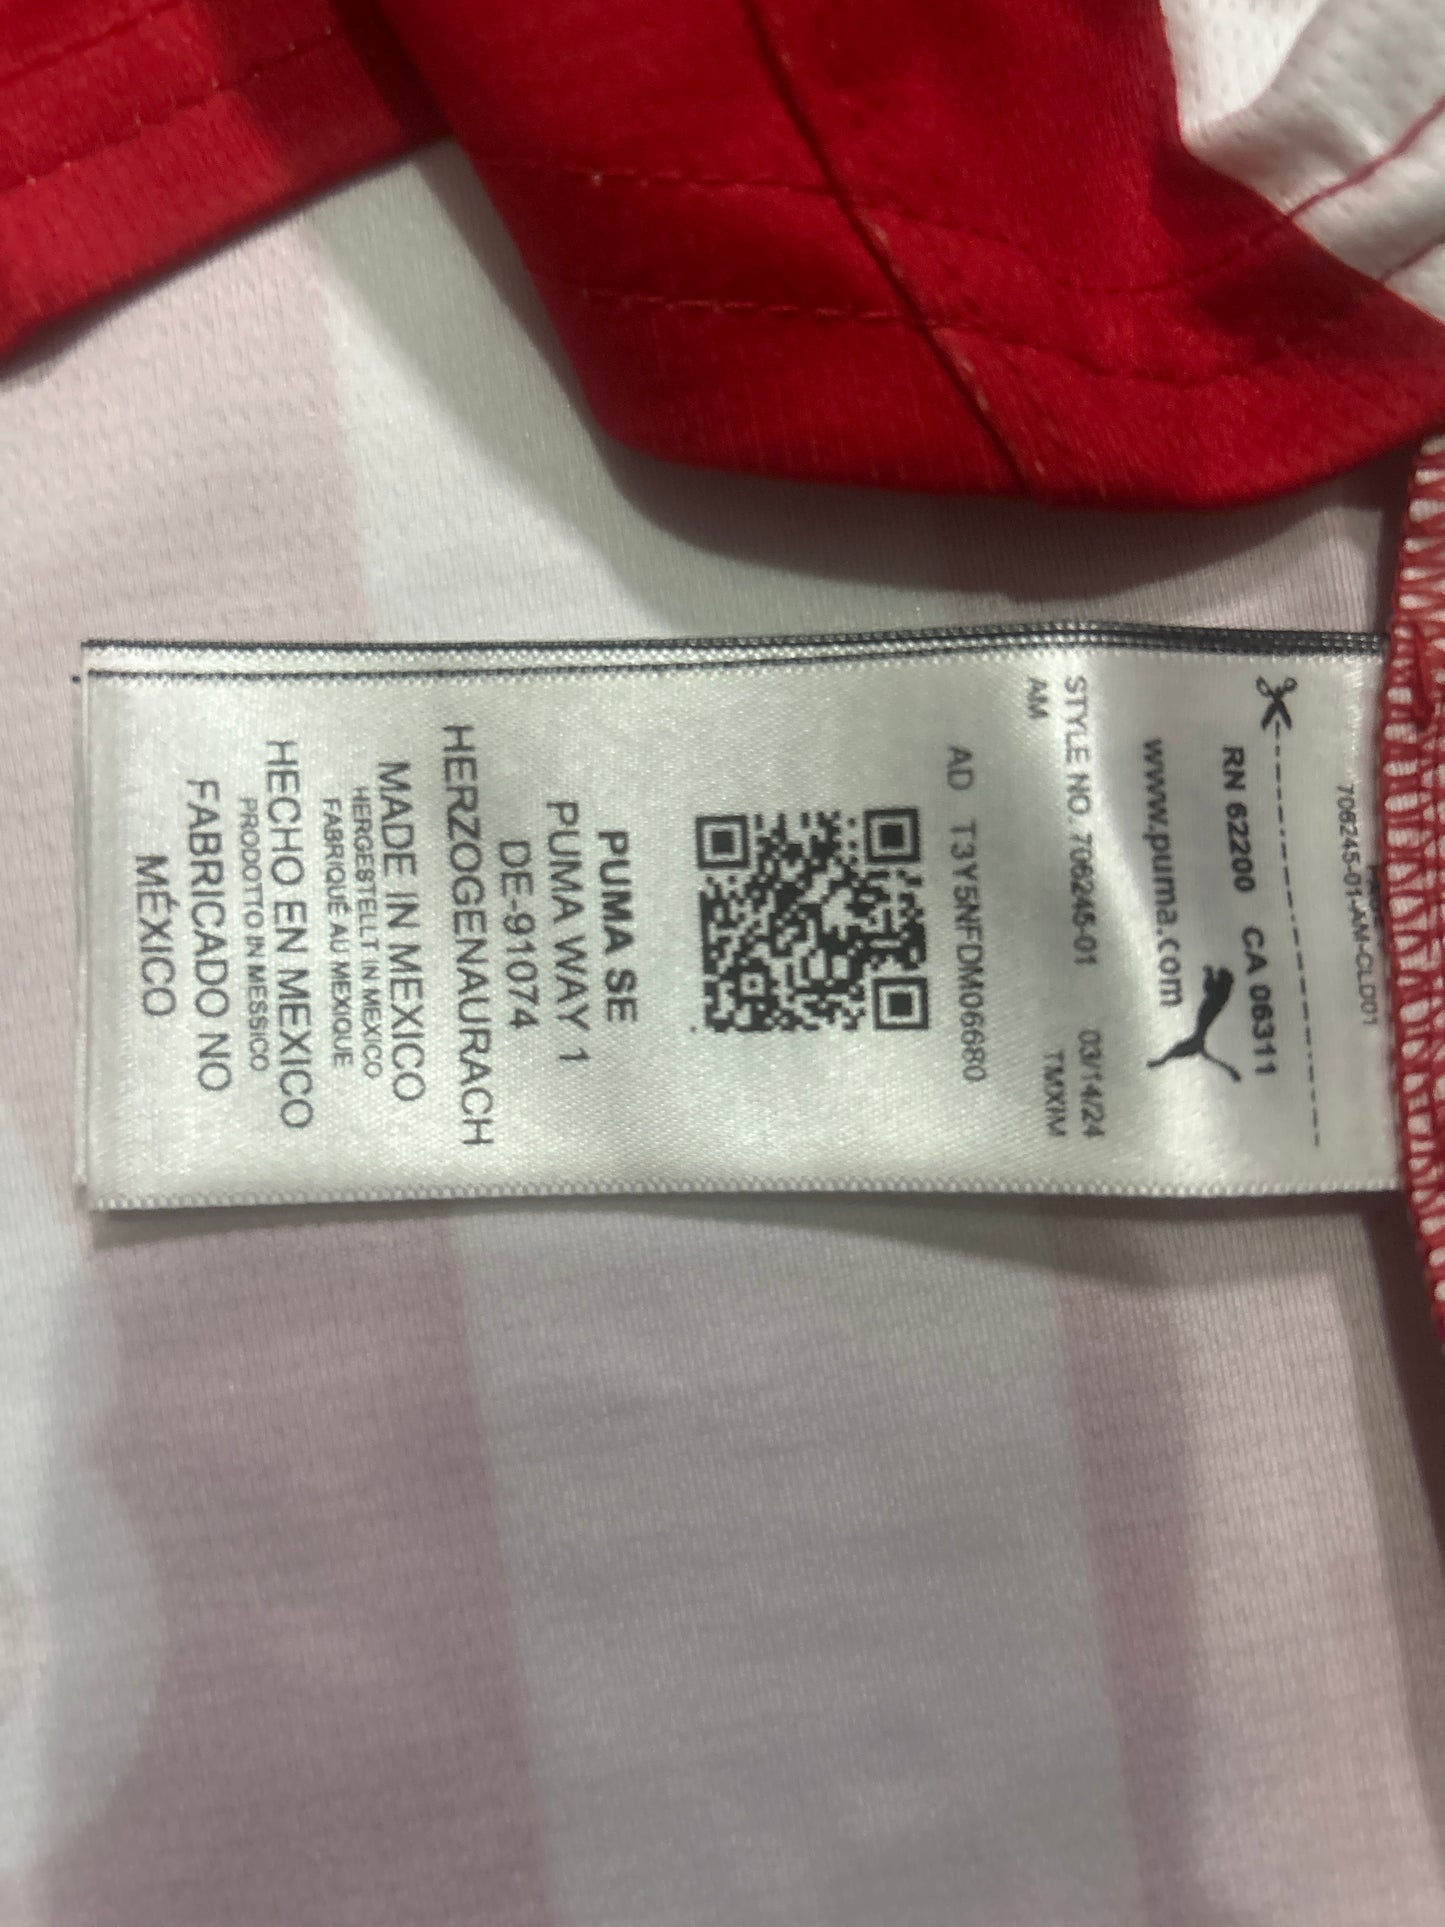 706245-01-AM-CLD01
RN 62200 CA 06311
www.puma.com
STYLE NO. 706245-01 03/14/24
AM TMXIM
AD T3Y5NFDM06680
PUMA SE
PUMA WAY 1
DE-91074
HERZOGENAURACH
MADE IN MEXICO
HERGESTELLT IN MEXICO
FABRIQUÉ AU MEXIQUE
HECHO EN MEXICO
PRODOTTO IN MESSICO
FABRICADO NO
MÉXICO